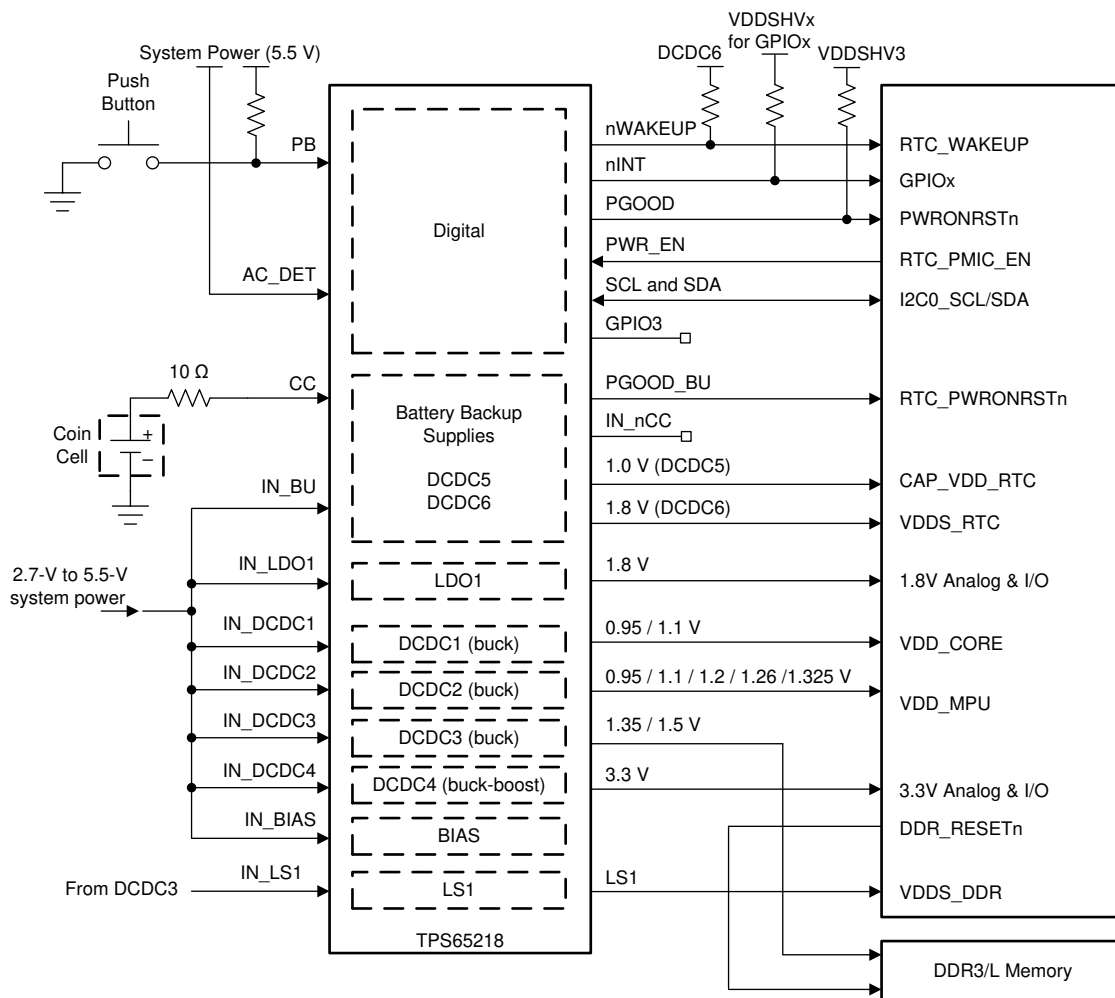 System Power (5.5 V)
Push
Button
PB
AC_DET
10 Ω
CC
Coin
Cell
+
–
IN_BU
2.7-V to 5.5-V
system power
IN_LDO1
IN_DCDC1
IN_DCDC2
IN_DCDC3
IN_DCDC4
IN_BIAS
From DCDC3
IN_LS1
Digital
Battery Backup
Supplies
DCDC5
DCDC6
LDO1
DCDC1 (buck)
DCDC2 (buck)
DCDC3 (buck)
DCDC4 (buck-boost)
BIAS
LS1
TPS65218
DCDC6
VDDSHVx
for GPIOx
VDDSHV3
nWAKEUP
nINT
PGOOD
PWR_EN
SCL and SDA
GPIO3
PGOOD_BU
IN_nCC
1.0 V (DCDC5)
1.8 V (DCDC6)
1.8 V
0.95 / 1.1 V
0.95 / 1.1 / 1.2 / 1.26 /1.325 V
1.35 / 1.5 V
3.3 V
LS1
RTC_WAKEUP
GPIOx
PWRONRSTn
RTC_PMIC_EN
I2C0_SCL/SDA
RTC_PWRONRSTn
CAP_VDD_RTC
VDDS_RTC
1.8V Analog & I/O
VDD_CORE
VDD_MPU
3.3V Analog & I/O
DDR_RESETn
VDDS_DDR
DDR3/L Memory